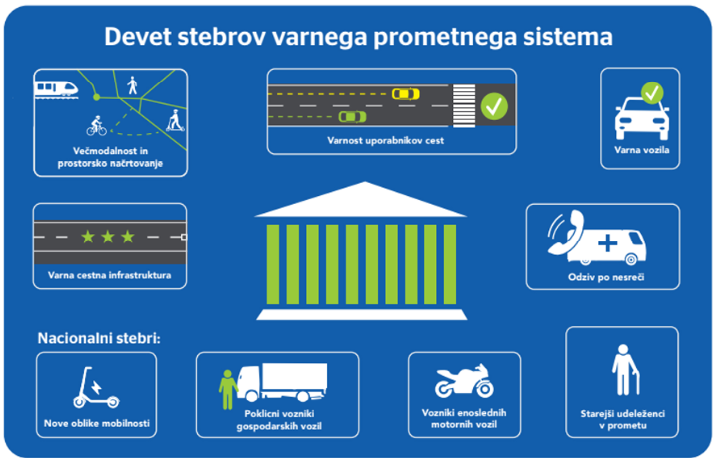 Devet stebrov varnega prometnega sistema
Večmodalnost in
prostorsko načrtovanje
Varnost uporabnikov cest
Varna vozila
Varna cestna infrastruktura
Odziv po nesreči
Nacionalni stebri:
Nove oblike mobilnosti
Poklicni vozniki
gospodarskih vozil
Vozniki enoslednih
motornih vozil
Starejši udeleženci
v prometu